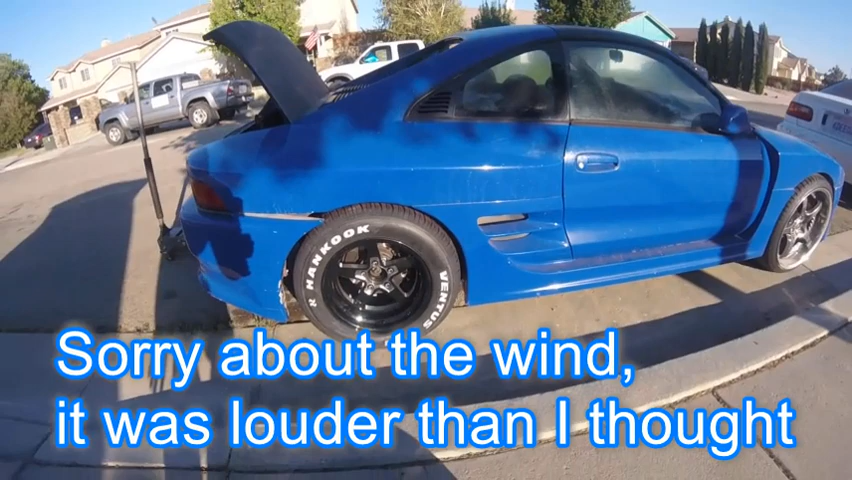 HANKOOK
VENTUS
Sorry about the wind,
it was louder than I thought